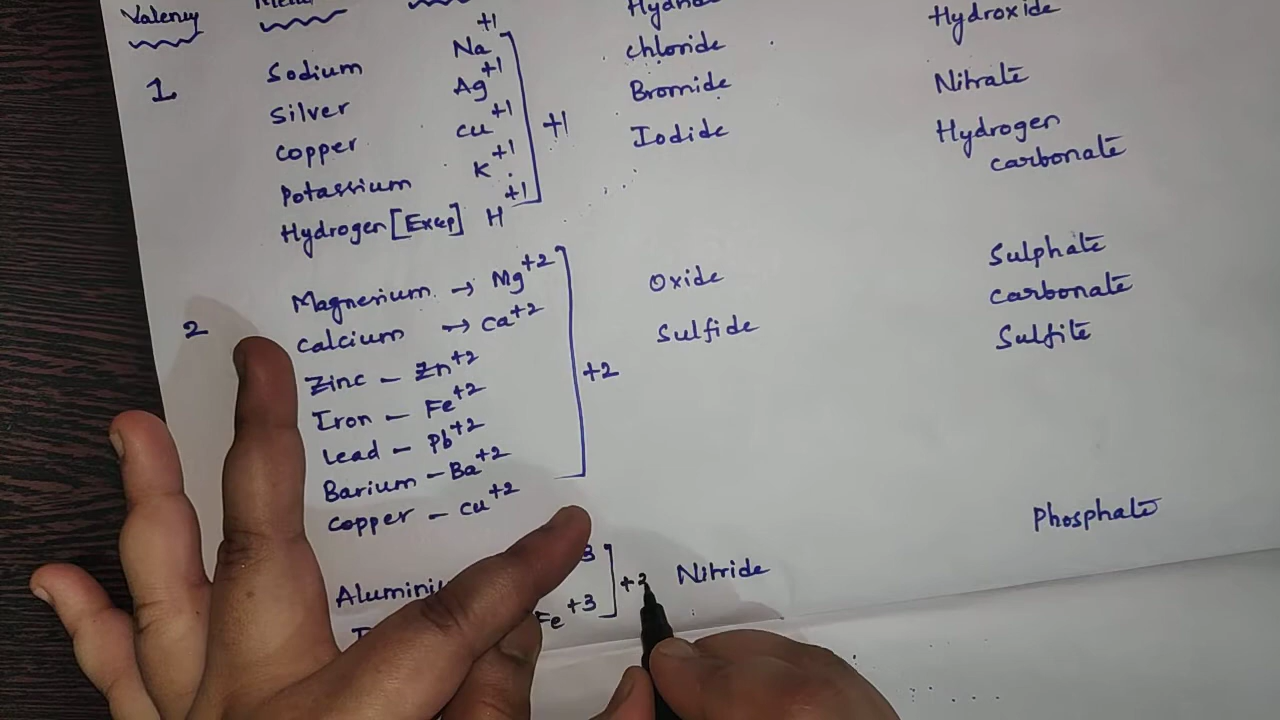 Valency
Hydroxide
1 Sodium Na+1 chloride
Silver Ag+1 Bromide Nitrate
Copper Cu+1 +1 Iodide Hydrogen
carbonate
Potassium K+1
Hydrogen [Excep] H+1
Sulphate
Magnesium → Mg+2 Oxide carbonate
2 Calcium → Ca+2 Sulfide Sulfite
Zinc – Zn+2 +2
Iron – Fe+2
Lead – Pb+2
Barium – Ba+2
Copper – Cu+2 Phosphate
3 Nitride
Fe+3